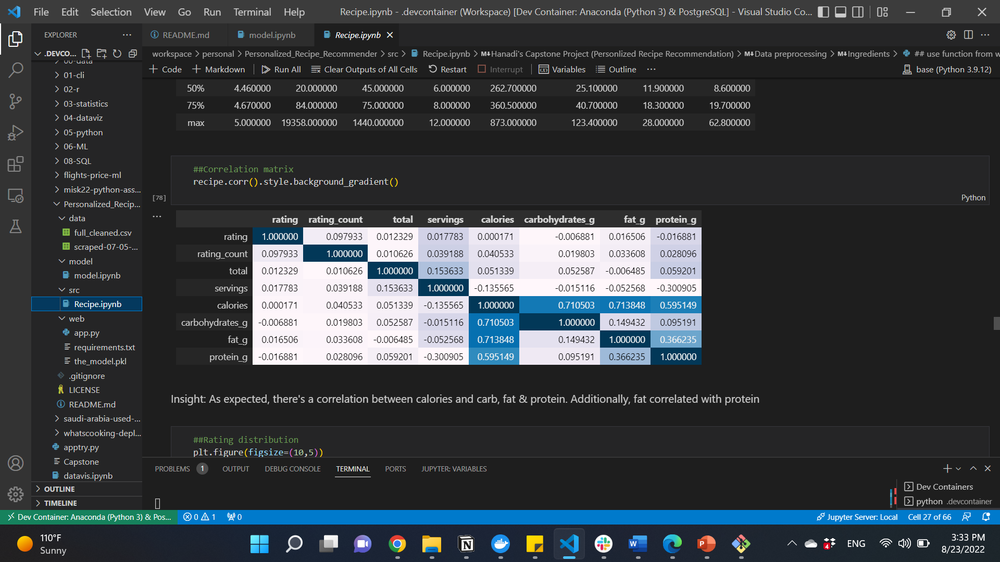 File Edit Selection View Go Run Terminal Help Recipe.ipynb - .devcontainer (Workspace) [Dev Container: Anaconda (Python 3) & PostgreSQL] - Visual Studio Co...
EXPLORER
README.md model.ipynb Recipe.ipynb
.DEVCO...
workspace > personal > Personalized_Recipe_Recommender > src > Recipe.ipynb > Hanadi's Capstone Project (Personlized Recipe Recommendation) > Data preprocessing > Ingredients > ## use function from w
Code Markdown Run All Clear Outputs of All Cells Restart Interrupt Variables Outline ... base (Python 3.9.12)
00-data
01-cli
02-r
03-statistics
04-dataviz
05-python
06-ML
08-SQL
flights-price-ml
misk22-python-ass...
Personalized_Recip...
data
full_cleaned.csv
scraped-07-05-...
model
model.ipynb
src
Recipe.ipynb
web
app.py
requirements.txt
the_model.pkl
.gitignore
LICENSE
README.md
saudi-arabia-used-...
whatscooking-depl...
apptry.py
Capstone
datavis.ipynb
OUTLINE
TIMELINE
50% 4.460000 20.000000 45.000000 6.000000 262.700000 25.100000 11.900000 8.600000
75% 4.670000 84.000000 75.000000 8.000000 360.500000 40.700000 18.300000 19.700000
max 5.000000 19358.000000 1440.000000 12.000000 873.000000 123.400000 28.000000 62.800000
##Correlation matrix
recipe.corr().style.background_gradient()
[78] Python
rating rating_count total servings calories carbohydrates_g fat_g protein_g
rating 1.000000 0.097933 0.012329 0.017783 0.000171 -0.006881 0.016506 -0.016881
rating_count 0.097933 1.000000 0.010626 0.039188 0.040533 0.019803 0.033608 0.028096
total 0.012329 0.010626 1.000000 0.153633 0.051339 0.052587 -0.006485 0.059201
servings 0.017783 0.039188 0.153633 1.000000 -0.135565 -0.015116 -0.052568 -0.300905
calories 0.000171 0.040533 0.051339 -0.135565 1.000000 0.710503 0.713848 0.595149
carbohydrates_g -0.006881 0.019803 0.052587 -0.015116 0.710503 1.000000 0.149432 0.095191
fat_g 0.016506 0.033608 -0.006485 -0.052568 0.713848 0.149432 1.000000 0.366235
protein_g -0.016881 0.028096 0.059201 -0.300905 0.595149 0.095191 0.366235 1.000000
Insight: As expected, there's a correlation between calories and carb, fat & protein. Additionally, fat correlated with protein
##Rating distribution
plt.figure(figsize=(10,5))
PROBLEMS 1 OUTPUT DEBUG CONSOLE TERMINAL PORTS JUPYTER: VARIABLES
Dev Containers
python .devcontainer
Dev Container: Anaconda (Python 3) & Pos... 0 1 0 Jupyter Server: Local Cell 27 of 66
110°F
Sunny
4
ENG
3:33 PM
8/23/2022